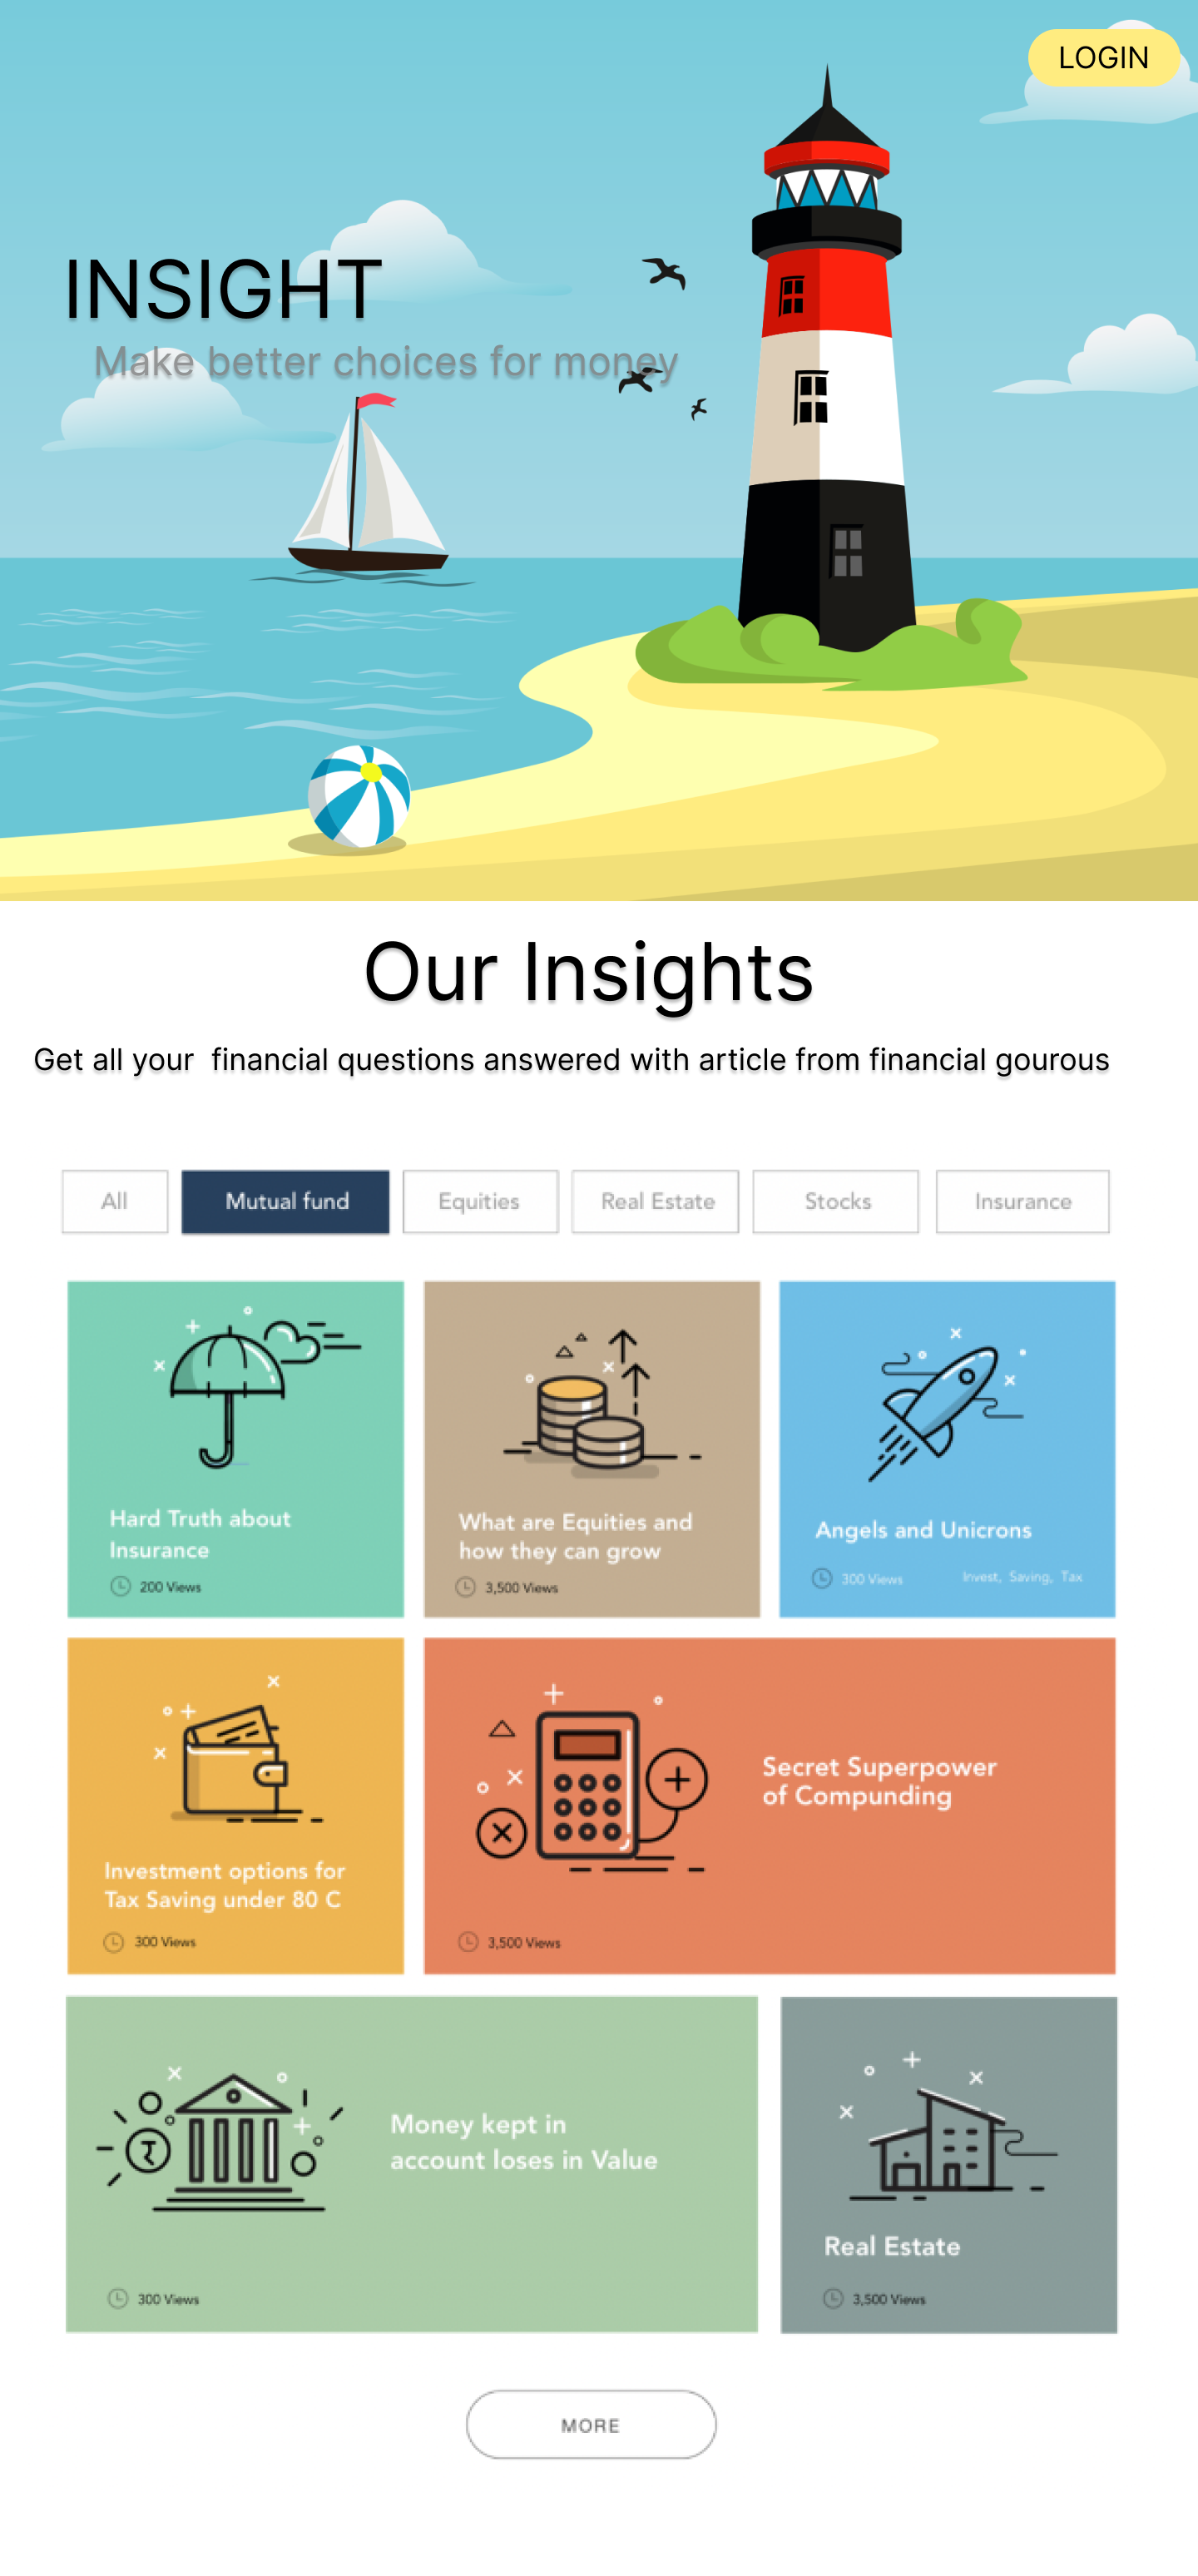 LOGIN
INSIGHT
Make better choices for money
Our Insights
Get all your  financial questions answered with article from financial gourous
All
Mutual fund
Equities
Real Estate
Stocks
Insurance
Hard Truth about
Insurance
200 Views
What are Equities and
how they can grow
3,500 Views
Angels and Unicrons
300 Views
Invest, Saving, Tax
Investment options for
Tax Saving under 80 C
300 Views
Secret Superpower
of Compunding
3,500 Views
₹
Money kept in
account loses in Value
300 Views
Real Estate
3,500 Views
MORE